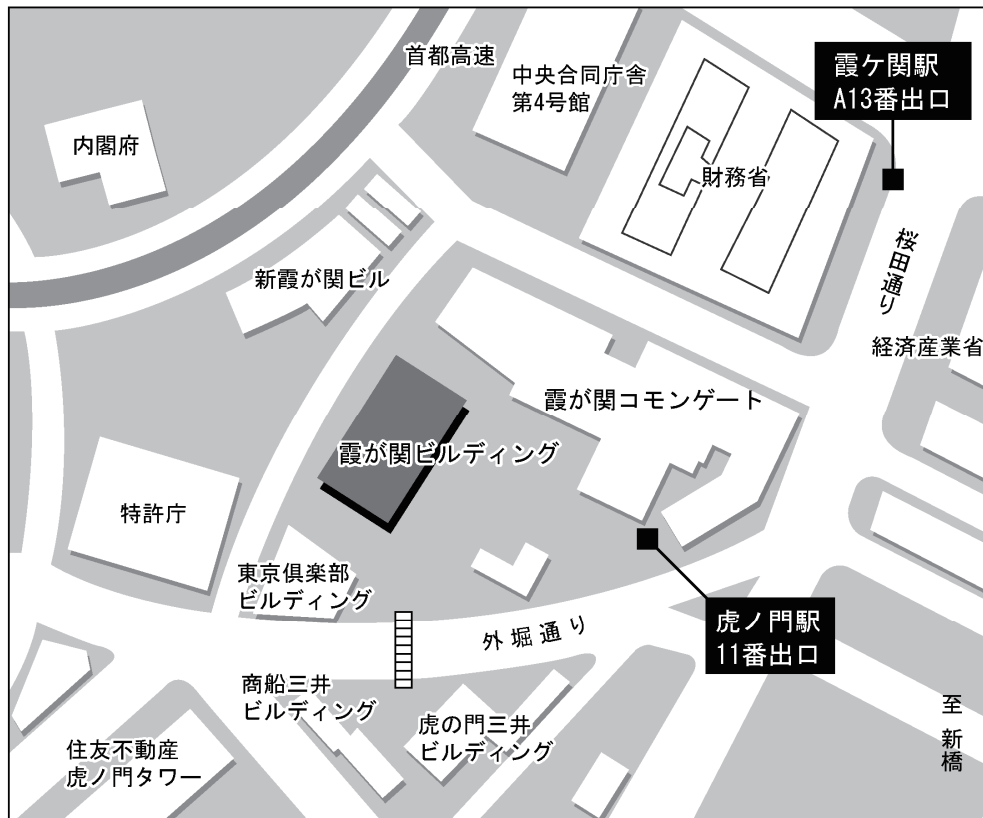 首都高速
中央合同庁舎
第4号館
霞ケ関駅
A13番出口
内閣府
財務省
桜田通り
新霞が関ビル
経済産業省
霞が関コモンゲート
霞が関ビルディング
特許庁
東京倶楽部
ビルディング
外堀通り
虎ノ門駅
11番出口
商船三井
ビルディング
虎の門三井
ビルディング
住友不動産
虎ノ門タワー
至 新橋